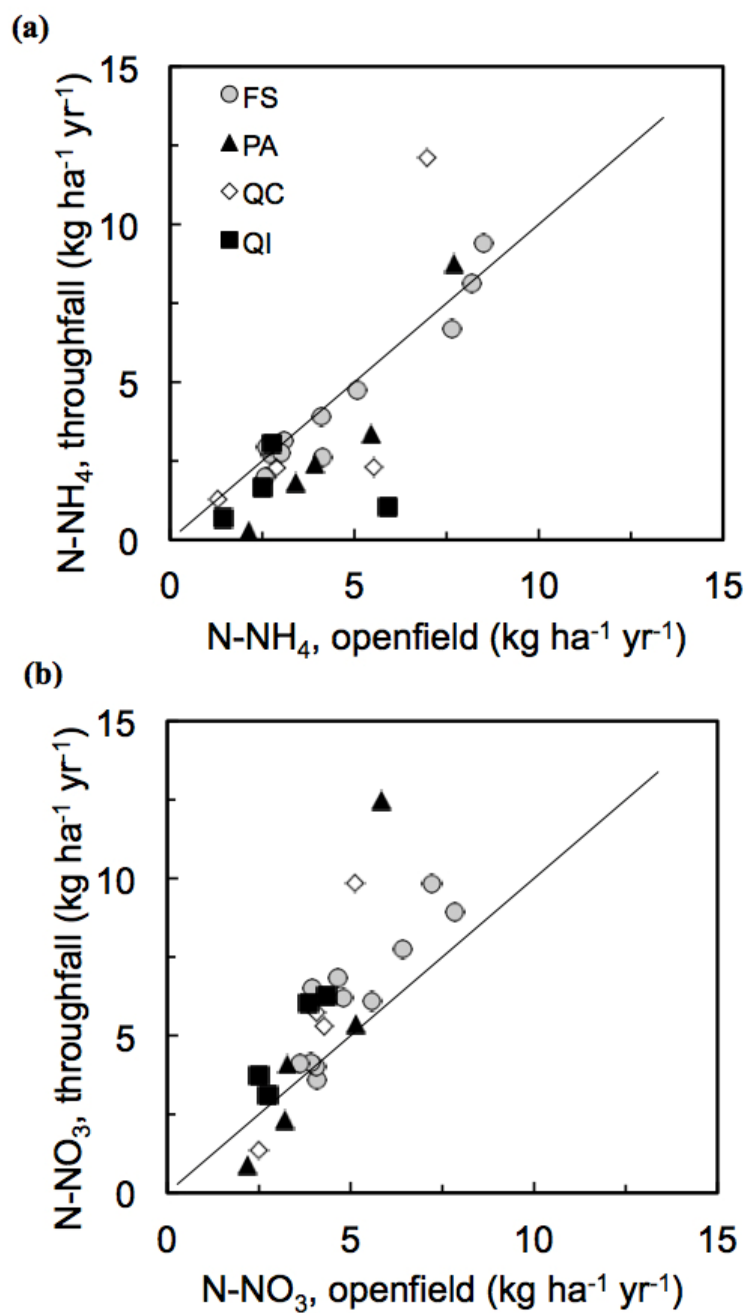 (a)
15
FS
PA
QC
QI
10
5
0
N-NH₄, throughfall (kg ha⁻¹ yr⁻¹)
0 5 10 15
N-NH₄, openfield (kg ha⁻¹ yr⁻¹)
(b)
15
10
5
0
N-NO₃, throughfall (kg ha⁻¹ yr⁻¹)
0 5 10 15
N-NO₃, openfield (kg ha⁻¹ yr⁻¹)